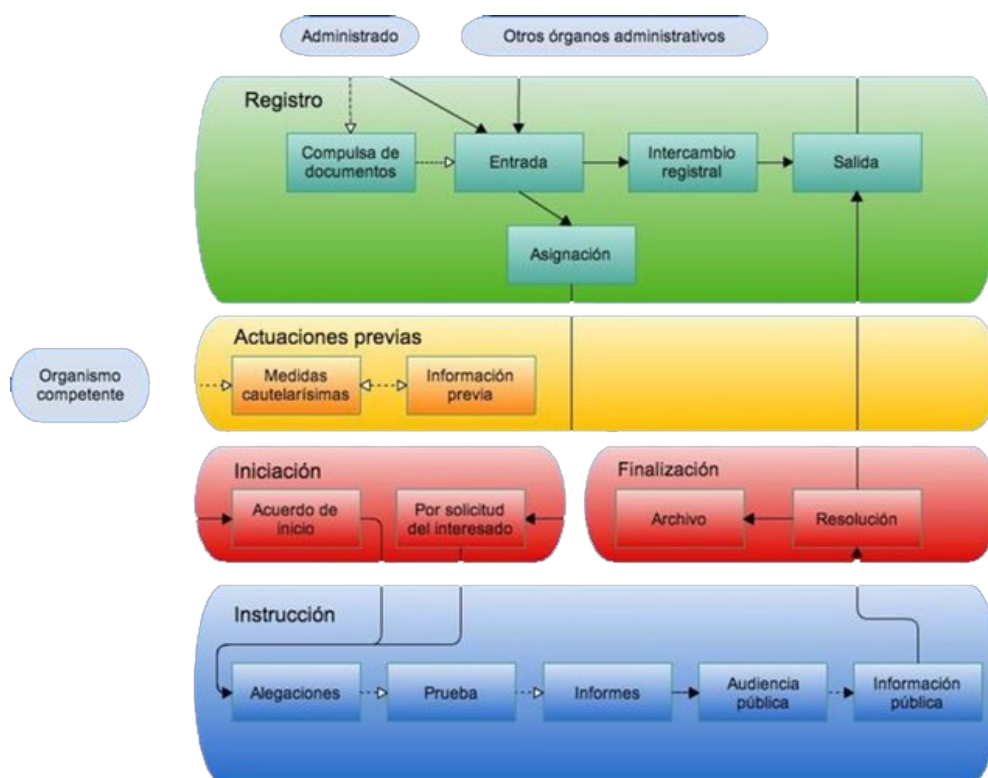 Administrado
Otros órganos administrativos
Registro
Compulsa de
documentos
Entrada
Intercambio
registral
Salida
Asignación
Actuaciones previas
Organismo
competente
Medidas
cautelarísimas
Información
previa
Iniciación
Acuerdo de
inicio
Por solicitud
del interesado
Finalización
Archivo
Resolución
Instrucción
Alegaciones
Prueba
Informes
Audiencia
pública
Información
pública